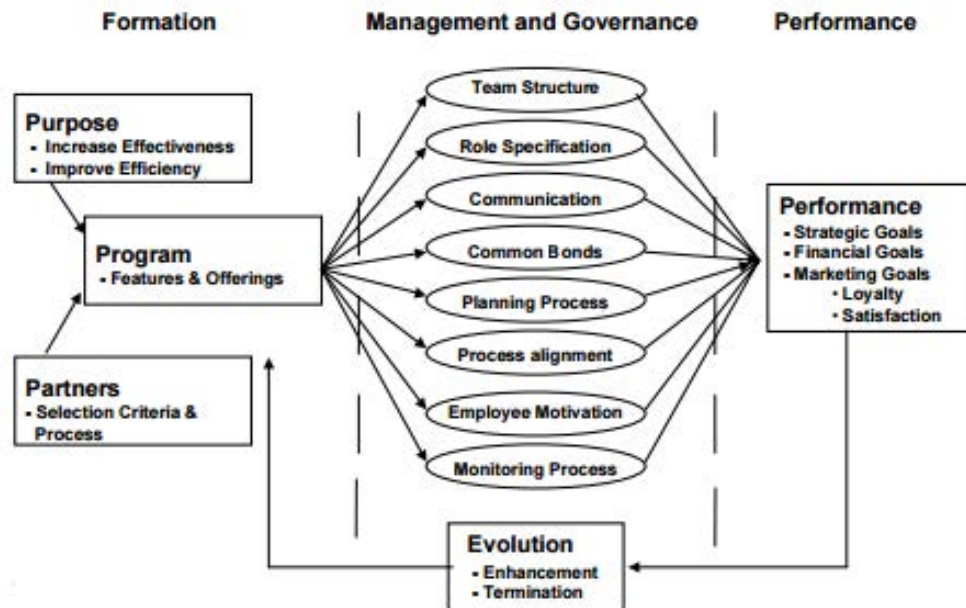 Formation
Management and Governance
Performance
Purpose
- Increase Effectiveness
- Improve Efficiency
Program
- Features & Offerings
Partners
- Selection Criteria &
Process
Team Structure
Role Specification
Communication
Common Bonds
Planning Process
Process alignment
Employee Motivation
Monitoring Process
Performance
- Strategic Goals
- Financial Goals
- Marketing Goals
• Loyalty
• Satisfaction
Evolution
- Enhancement
- Termination